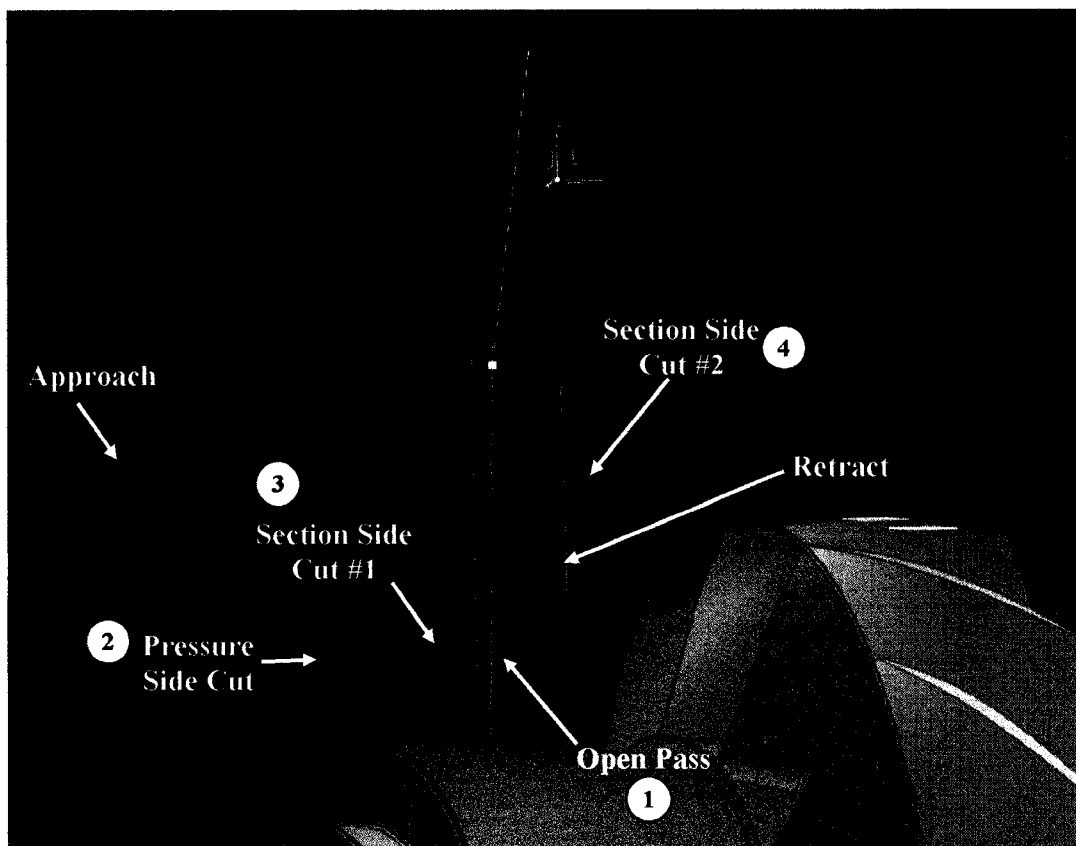 Section Side
Cut #2
4
Approach
Retract
3
Section Side
Cut #1
2
Pressure
Side Cut
Open Pass
1